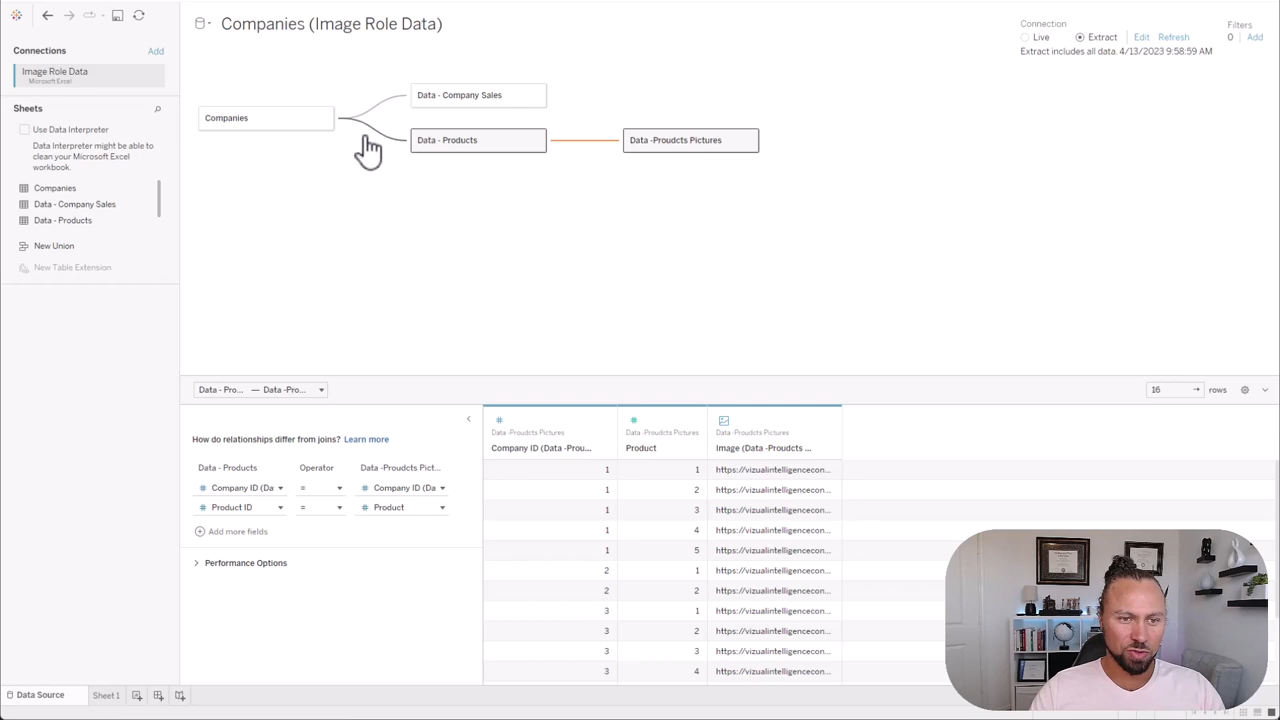 Companies (Image Role Data)
Connection
Live
Extract
Edit
Refresh
Filters
0
Add
Extract includes all data. 4/13/2023 9:58:59 AM
Connections
Add
Image Role Data
Microsoft Excel
Sheets
Use Data Interpreter
Data Interpreter might be able to
clean your Microsoft Excel
workbook.
Companies
Data - Company Sales
Data - Products
New Union
New Table Extension
Companies
Data - Company Sales
Data - Products
Data -Proudcts Pictures
Data - Pro... — Data -Pro...
16
rows
How do relationships differ from joins? Learn more
Data - Products
Operator
Data -Proudcts Pict...
Company ID (Da
=
Company ID (Da
Product ID
=
Product
Add more fields
Performance Options
Data -Proudcts Pictures
Data -Proudcts Pictures
Data -Proudcts Pictures
Company ID (Data -Prou...
Product
Image (Data -Proudcts ...
1 1 https://vizualintelligencecon...
1 2 https://vizualintelligencecon...
1 3 https://vizualintelligencecon...
1 4 https://vizualintelligencecon...
1 5 https://vizualintelligencecon...
2 1 https://vizualintelligencecon...
2 2 https://vizualintelligencecon...
3 1 https://vizualintelligencecon...
3 2 https://vizualintelligencecon...
3 3 https://vizualintelligencecon...
3 4 https://vizualintelligencecon...
Data Source
Sheet 1